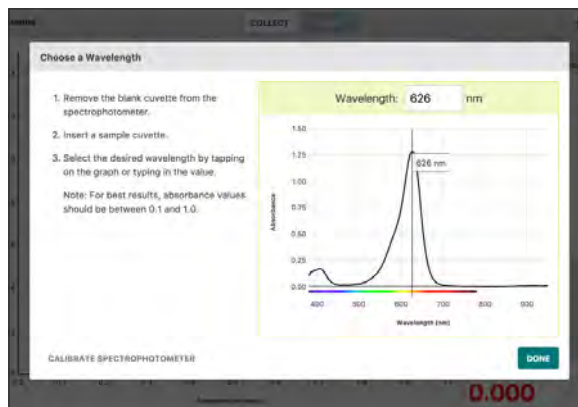 COLLECT
Choose a Wavelength
1. Remove the blank cuvette from the
spectrophotometer.
2. Insert a sample cuvette.
3. Select the desired wavelength by tapping
on the graph or typing in the value.
Note: For best results, absorbance values
should be between 0.1 and 1.0.
Wavelength: 626 nm
1.50
1.25
626 nm
1.00
0.75
0.50
0.25
0.00
Absorbance
400 500 600 700 800 900
Wavelength (nm)
CALIBRATE SPECTROPHOTOMETER
DONE
0.000